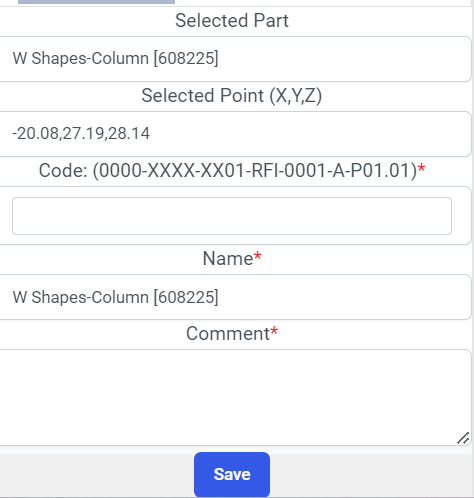 Selected Part
W Shapes-Column [608225]
Selected Point (X,Y,Z)
-20.08,27.19,28.14
Code: (0000-XXXX-XX01-RFI-0001-A-P01.01)*
Name*
W Shapes-Column [608225]
Comment*
Save